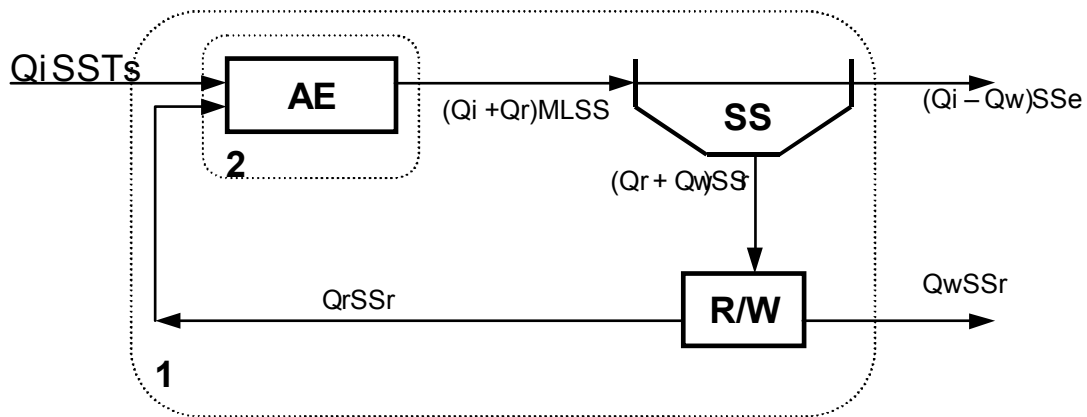 QiSSTs
AE
(Qi +Qr)MLSS
SS
(Qi – Qw)SSe
2
(Qr + Qw)SSr
QrSSr
R/W
QwSSr
1